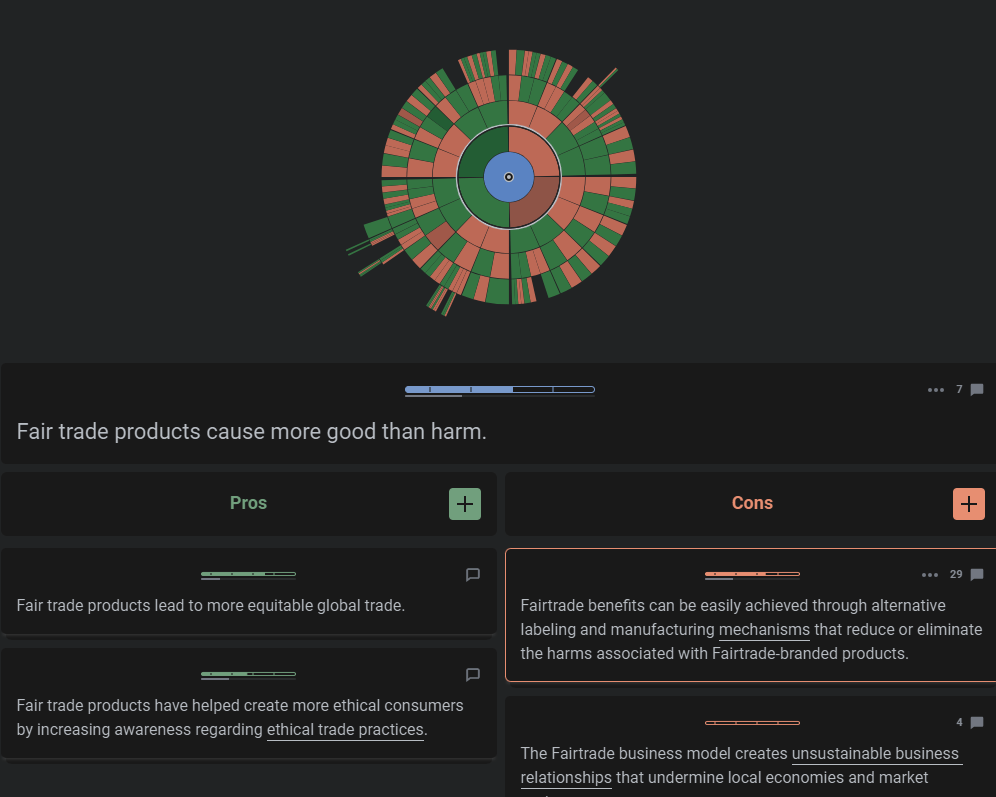 7
Fair trade products cause more good than harm.
Pros
Cons
Fair trade products lead to more equitable global trade.
Fair trade products have helped create more ethical consumers
by increasing awareness regarding ethical trade practices.
29
Fairtrade benefits can be easily achieved through alternative
labeling and manufacturing mechanisms that reduce or eliminate
the harms associated with Fairtrade-branded products.
4
The Fairtrade business model creates unsustainable business
relationships that undermine local economies and market